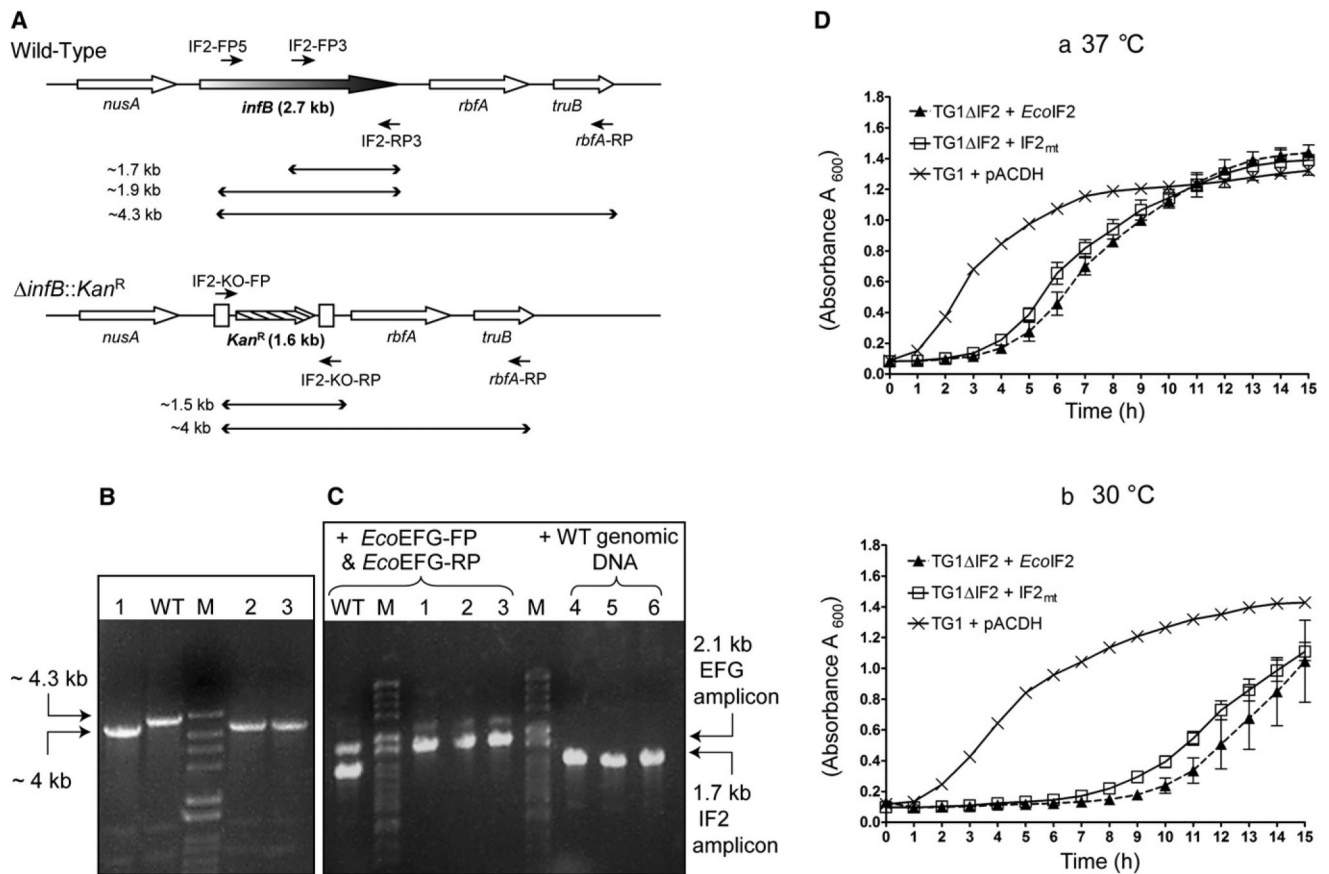 A
Wild-Type
IF2-FP5
IF2-FP3
nusA
infB (2.7 kb)
rbfA
truB
IF2-RP3
rbfA-RP
~1.7 kb
~1.9 kb
~4.3 kb
ΔinfB::Kanᴿ
IF2-KO-FP
nusA
Kanᴿ (1.6 kb)
rbfA
truB
IF2-KO-RP
rbfA-RP
~1.5 kb
~4 kb
B
1 WT M 2 3
~ 4.3 kb
~ 4 kb
C
+ EcoEFG-FP
& EcoEFG-RP
+ WT genomic
DNA
WT M 1 2 3 M 4 5 6
2.1 kb
EFG
amplicon
1.7 kb
IF2
amplicon
D
a 37 °C
(Absorbance A 600)
1.8
1.6
1.4
1.2
1.0
0.8
0.6
0.4
0.2
0.0
TG1ΔIF2 + EcoIF2
TG1ΔIF2 + IF2mt
TG1 + pACDH
0 1 2 3 4 5 6 7 8 9 10 11 12 13 14 15
Time (h)
b 30 °C
(Absorbance A 600)
1.8
1.6
1.4
1.2
1.0
0.8
0.6
0.4
0.2
0.0
TG1ΔIF2 + EcoIF2
TG1ΔIF2 + IF2mt
TG1 + pACDH
0 1 2 3 4 5 6 7 8 9 10 11 12 13 14 15
Time (h)